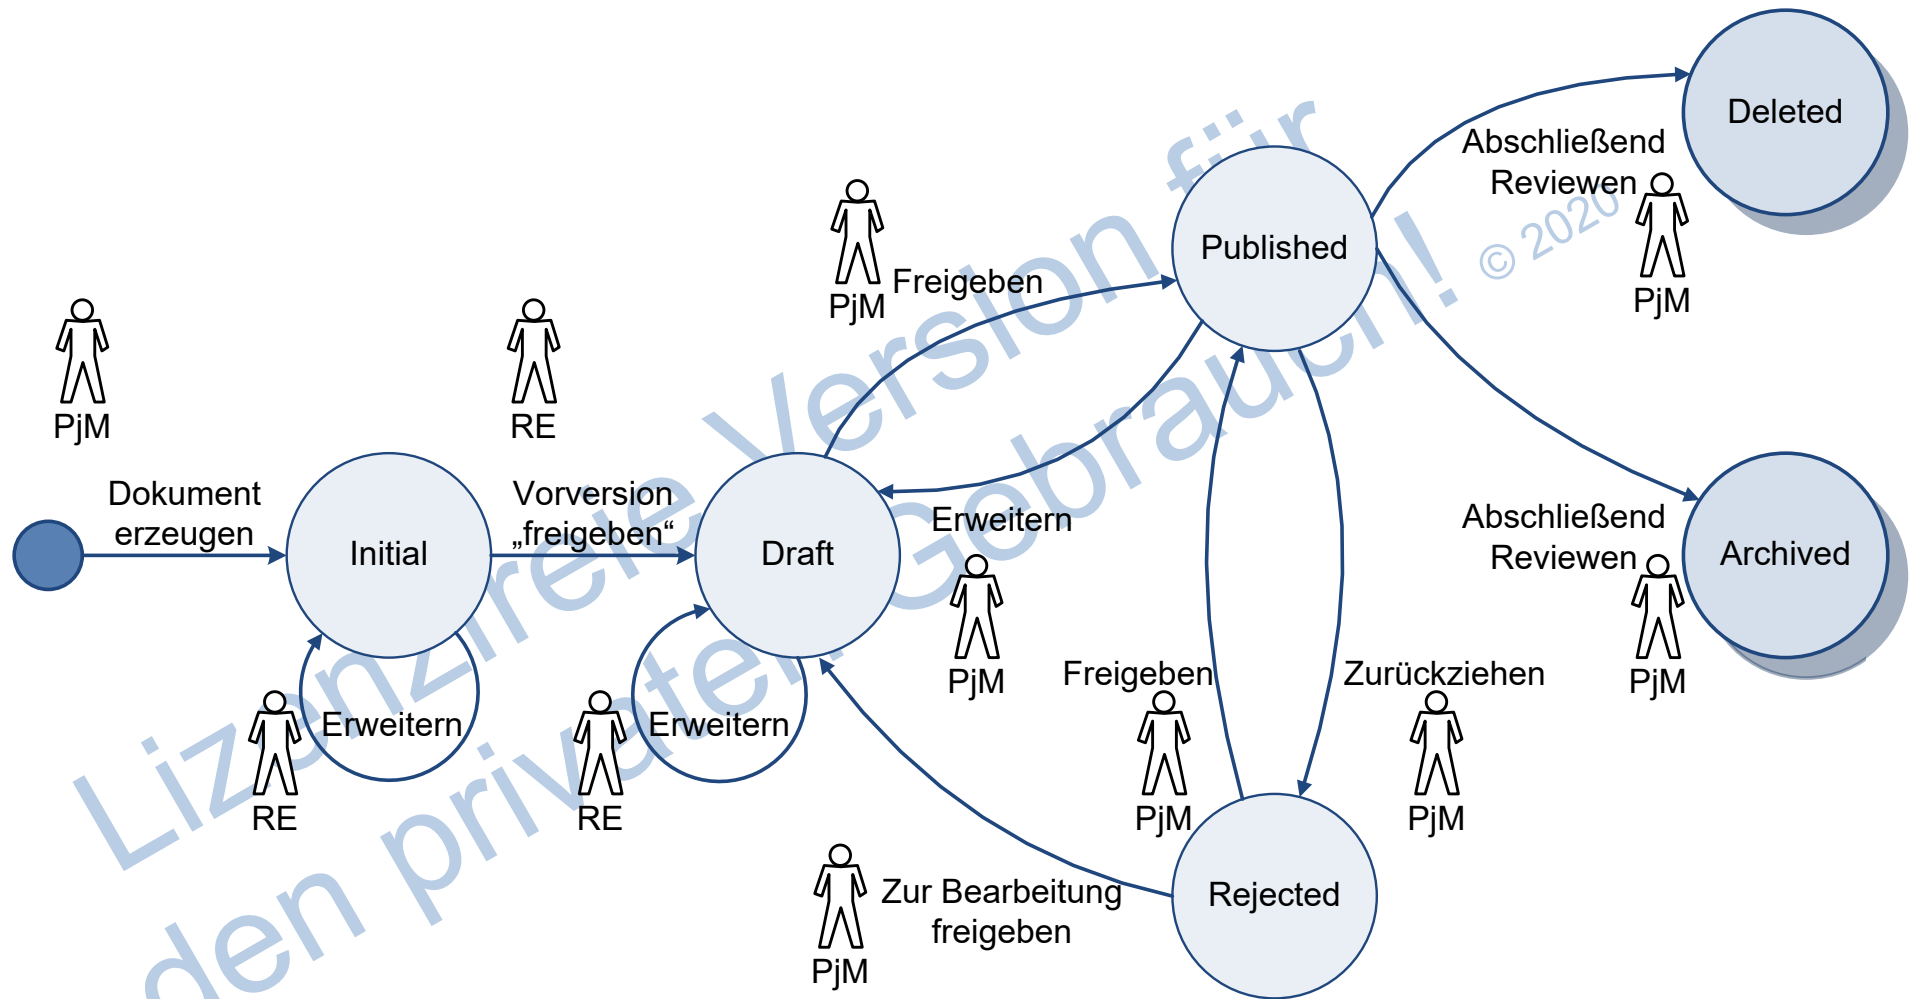 Deleted
Abschließend
Reviewen
PjM
Published
PjM
Freigeben
PjM
RE
Dokument
erzeugen
Initial
Vorversion
„freigeben“
Draft
Erweitern
PjM
Abschließend
Reviewen
PjM
Archived
Erweitern
RE
Erweitern
RE
Freigeben
PjM
Zurückziehen
PjM
Zur Bearbeitung
freigeben
PjM
Rejected
Lizenzfreie Version für
den privaten Gebrauch! © 2020